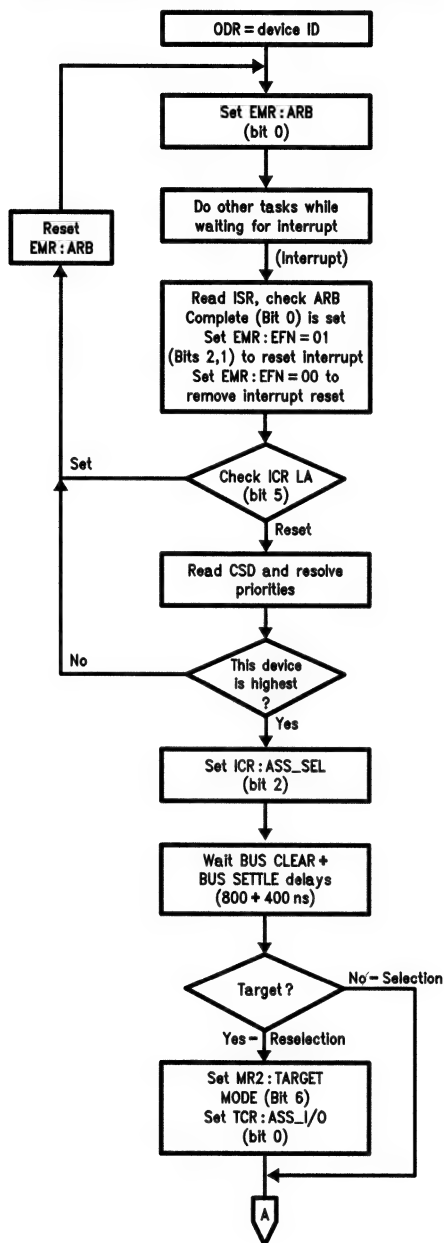 ODR = device ID
Set EMR:ARB
(bit 0)
Do other tasks while
waiting for interrupt
Reset
EMR:ARB
(Interrupt)
Read ISR, check ARB
Complete (Bit 0) is set
Set EMR:EFN = 01
(Bits 2,1) to reset interrupt
Set EMR:EFN = 00 to
remove interrupt reset
Set
Check ICR LA
(bit 5)
Reset
Read CSD and resolve
priorities
No
This device
is highest
?
Yes
Set ICR:ASS_SEL
(bit 2)
Wait BUS CLEAR +
BUS SETTLE delays
(800 + 400 ns)
No - Selection
Target?
Yes - Reselection
Set MR2:TARGET
MODE (Bit 6)
Set TCR:ASS_I/O
(bit 0)
A